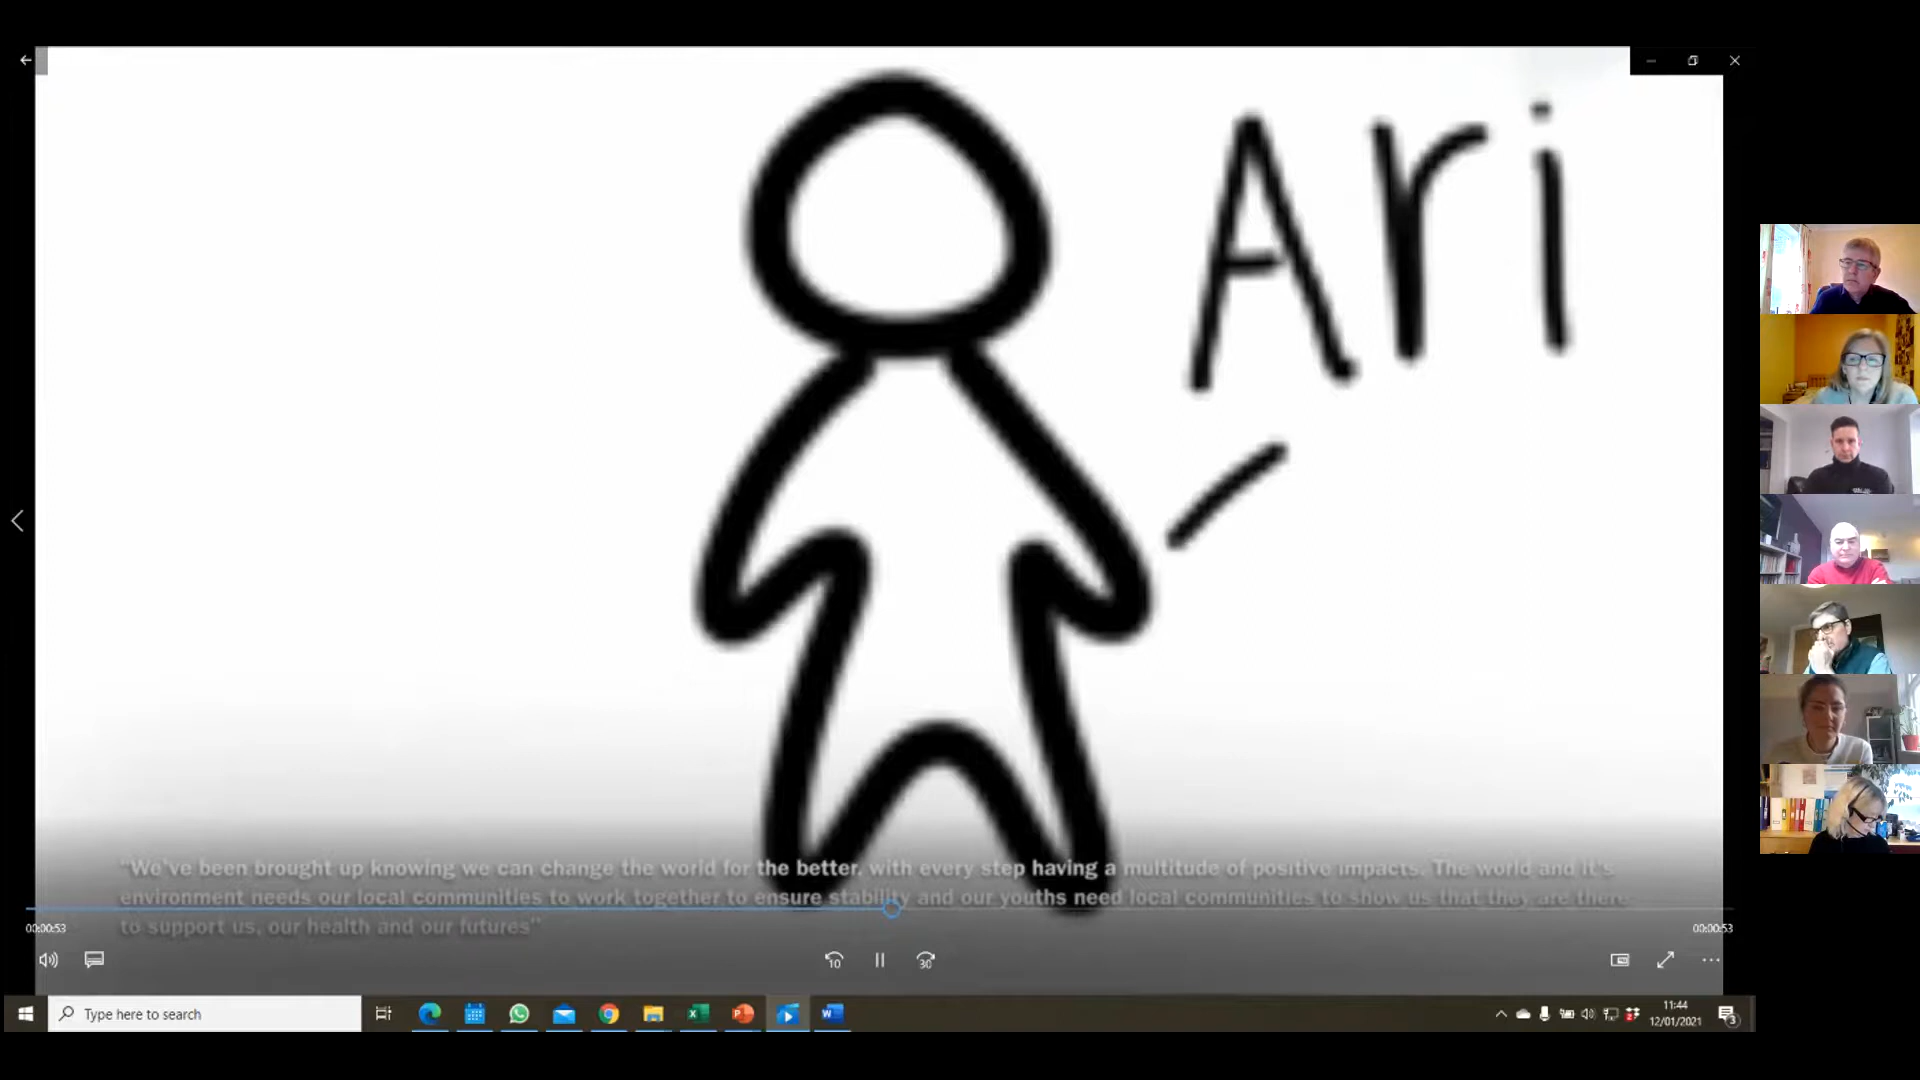 Ari
"We've been brought up knowing we can change the world for the better, with every step having a multitude of positive impacts. The world and it's
environment needs our local communities to work together to ensure stability and our youths need local communities to show us that they are there
to support us, our health and our futures"
00:00:53
00:00:53
10
30
Type here to search
11:44
12/01/2021
3